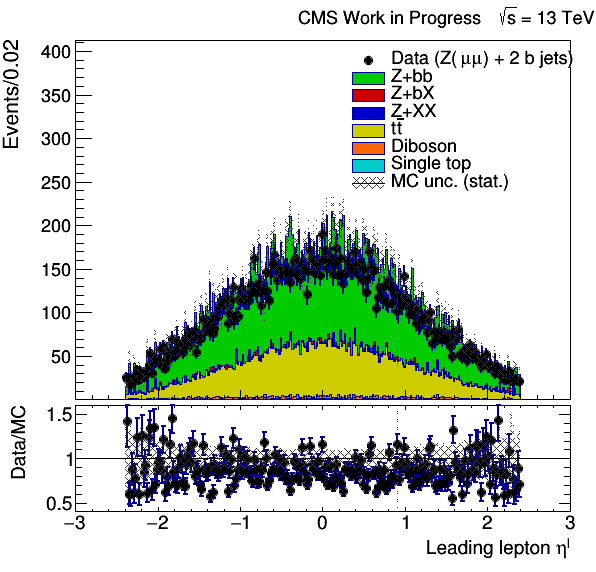 CMS Work in Progress √s = 13 TeV
Events/0.02
400
350
300
250
200
150
100
50
Data (Z(μμ) + 2 b jets)
Z+bb
Z+bX
Z+XX
tt̄
Diboson
Single top
MC unc. (stat.)
Data/MC
1.5
1
0.5
−3 −2 −1 0 1 2 3
Leading lepton ηˡ